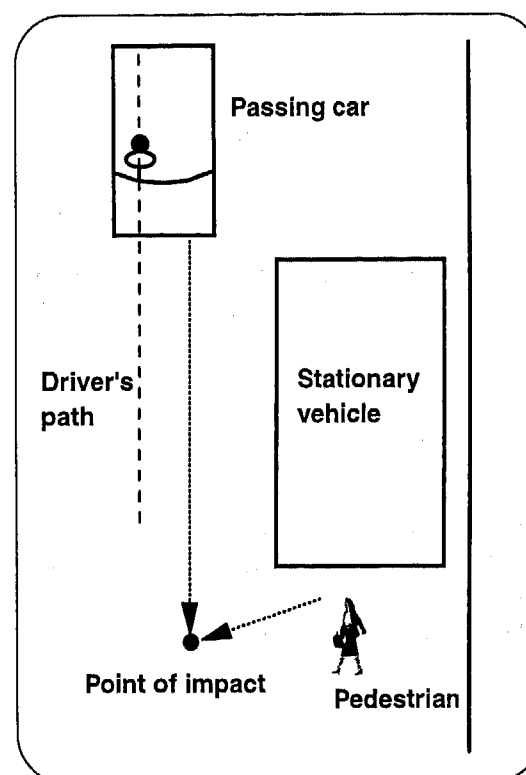 Passing car
Driver's
path
Stationary
vehicle
Point of impact
Pedestrian